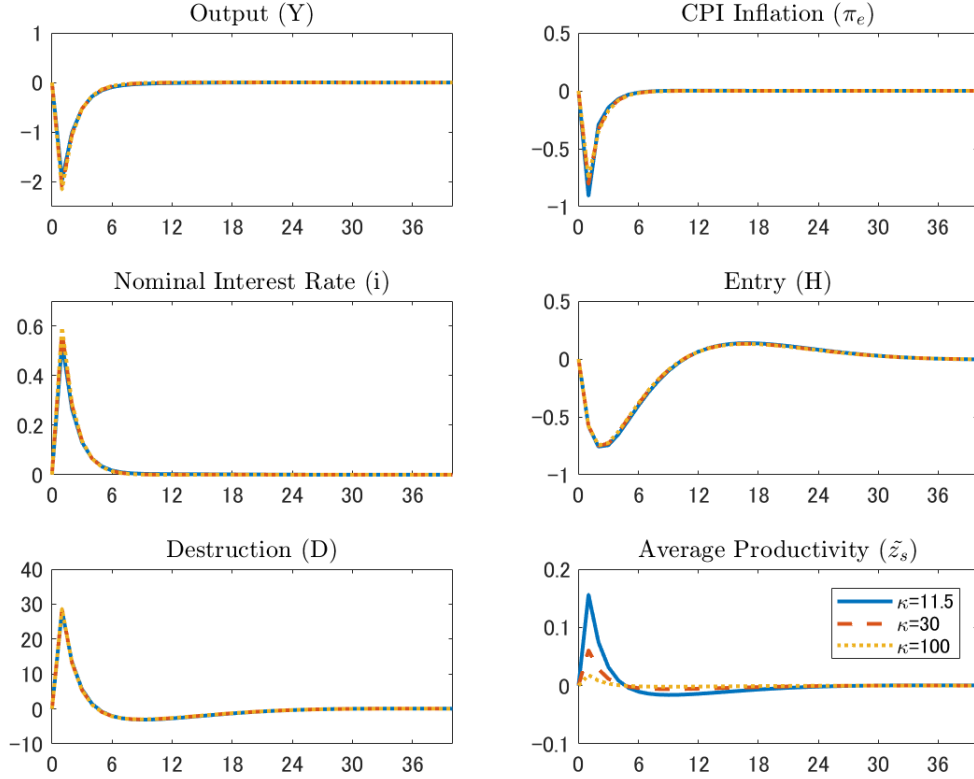 Output (Y)
1
0
−1
−2
0 6 12 18 24 30 36
CPI Inflation (πe)
0.5
0
−0.5
−1
0 6 12 18 24 30 36
Nominal Interest Rate (i)
0.6
0.4
0.2
0
0 6 12 18 24 30 36
Entry (H)
0.5
0
−0.5
−1
0 6 12 18 24 30 36
Destruction (D)
40
30
20
10
0
−10
0 6 12 18 24 30 36
Average Productivity (z̃s)
0.2
0.1
0
−0.1
0 6 12 18 24 30 36
κ=11.5
κ=30
κ=100